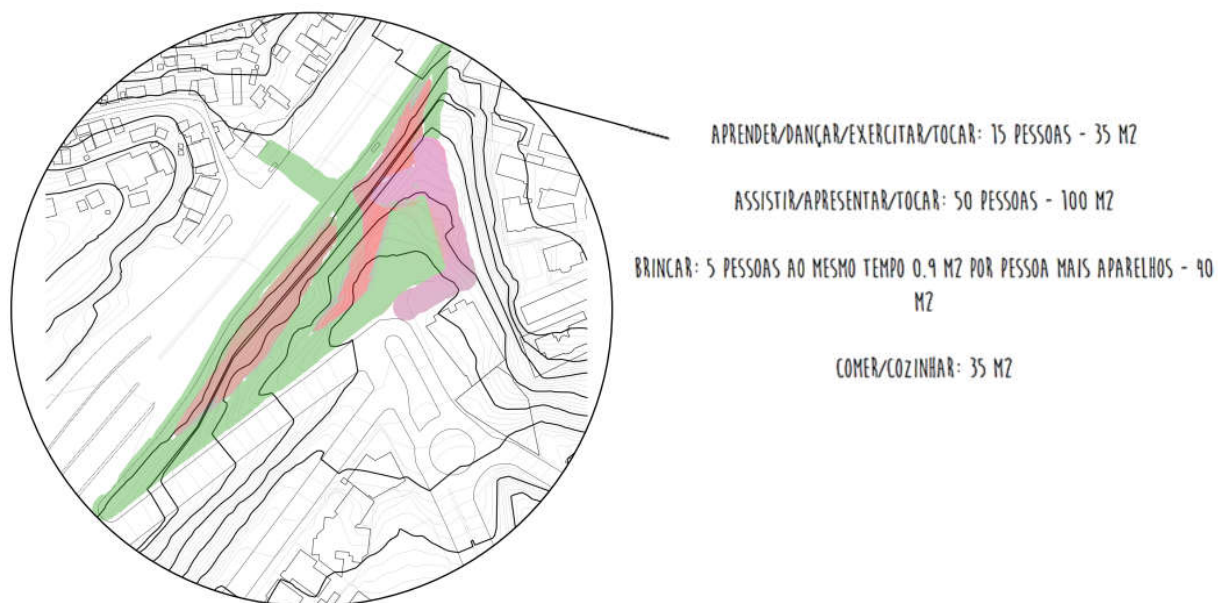 APRENDER/DANÇAR/EXERCITAR/TOCAR: 15 PESSOAS - 35 M2
ASSISTIR/APRESENTAR/TOCAR: 50 PESSOAS - 100 M2
BRINCAR: 5 PESSOAS AO MESMO TEMPO 0.9 M2 POR PESSOA MAIS APARELHOS - 40
M2
COMER/COZINHAR: 35 M2